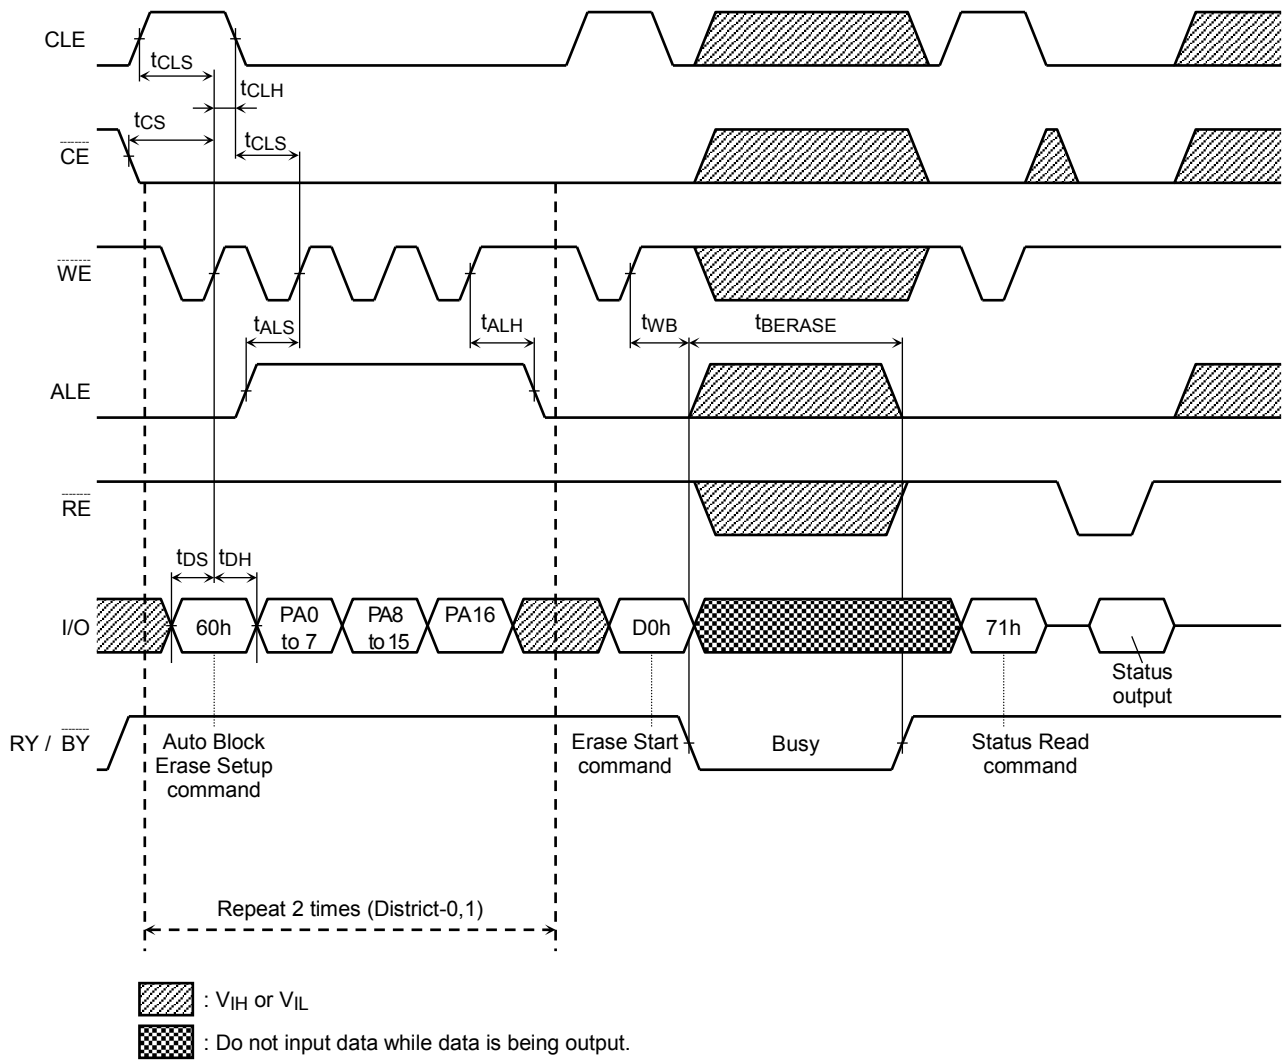 CLE
tCLS
tCLH
tCS
tCLS
CE
WE
tALS
tALH
tWB
tBERASE
ALE
RE
tDS
tDH
I/O
60h
PA0
to 7
PA8
to 15
PA16
D0h
71h
Status
output
RY / BY
Auto Block
Erase Setup
command
Erase Start
command
Busy
Status Read
command
Repeat 2 times (District-0,1)
: VIH or VIL
: Do not input data while data is being output.